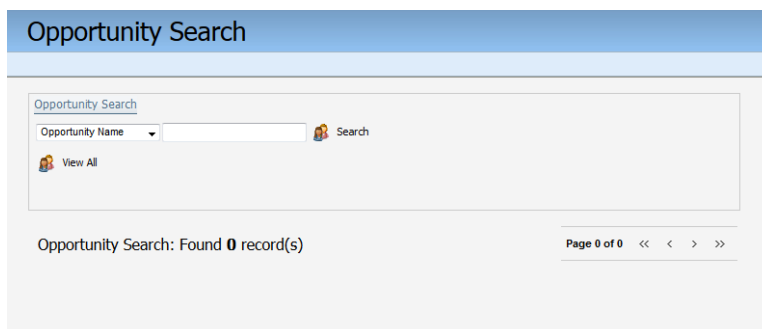 Opportunity Search
Opportunity Search
Opportunity Name Search
View All
Opportunity Search: Found 0 record(s) Page 0 of 0 << < > >>